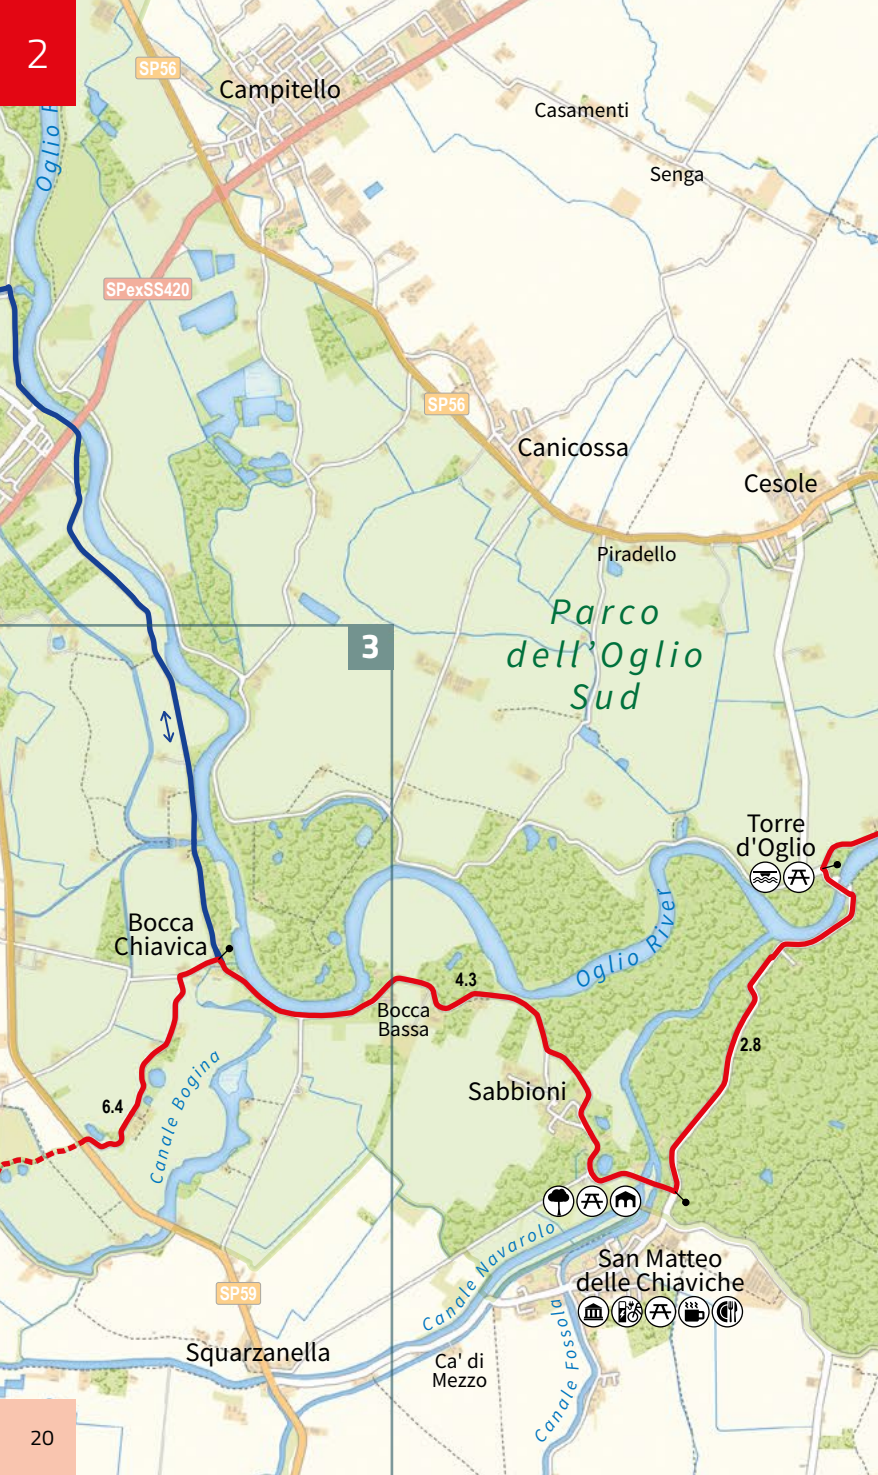 2
SP56
Campitello
Casamenti
Senga
Oglio R
SPexSS420
SP56
Canicossa
Cesole
Piradello
Parco
dell'Oglio
Sud
3
Torre
d'Oglio
Bocca
Chiavica
Oglio River
4.3
Bocca
Bassa
2.8
Sabbioni
6.4
Canale Bogina
San Matteo
delle Chiaviche
Canale Navarolo
SP59
Canale Fossola
Squarzanella
Ca' di
Mezzo
20